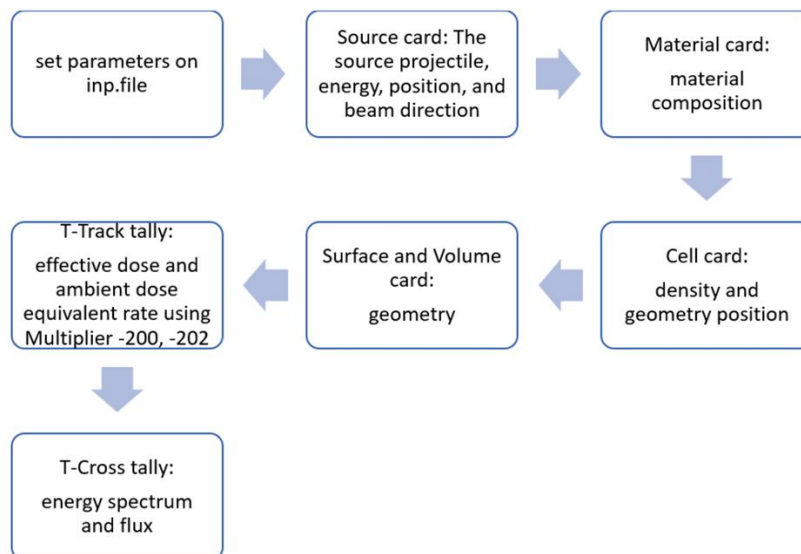 set parameters on
inp.file
Source card: The
source projectile,
energy, position, and
beam direction
Material card:
material
composition
Cell card:
density and
geometry position
Surface and Volume
card:
geometry
T-Track tally:
effective dose and
ambient dose
equivalent rate using
Multiplier -200, -202
T-Cross tally:
energy spectrum
and flux